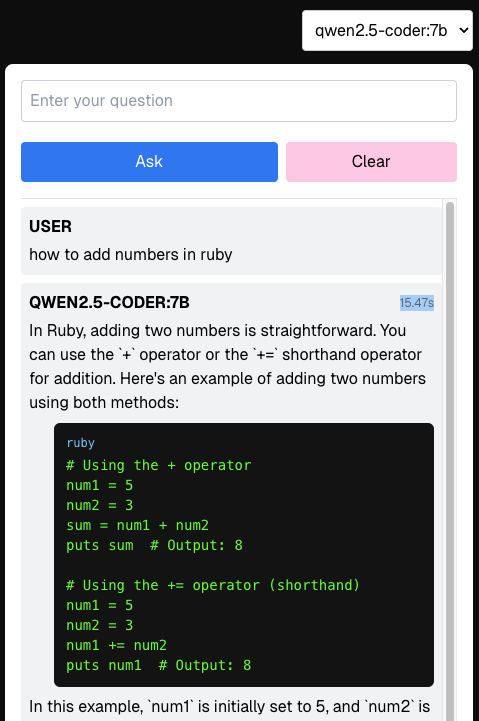 qwen2.5-coder:7b
Enter your question
Ask
Clear
USER
how to add numbers in ruby
QWEN2.5-CODER:7B
15.47s
In Ruby, adding two numbers is straightforward. You
can use the `+` operator or the `+=` shorthand operator
for addition. Here's an example of adding two numbers
using both methods:
ruby
# Using the + operator
num1 = 5
num2 = 3
sum = num1 + num2
puts sum  # Output: 8

# Using the += operator (shorthand)
num1 = 5
num2 = 3
num1 += num2
puts num1  # Output: 8
In this example, `num1` is initially set to 5, and `num2` is